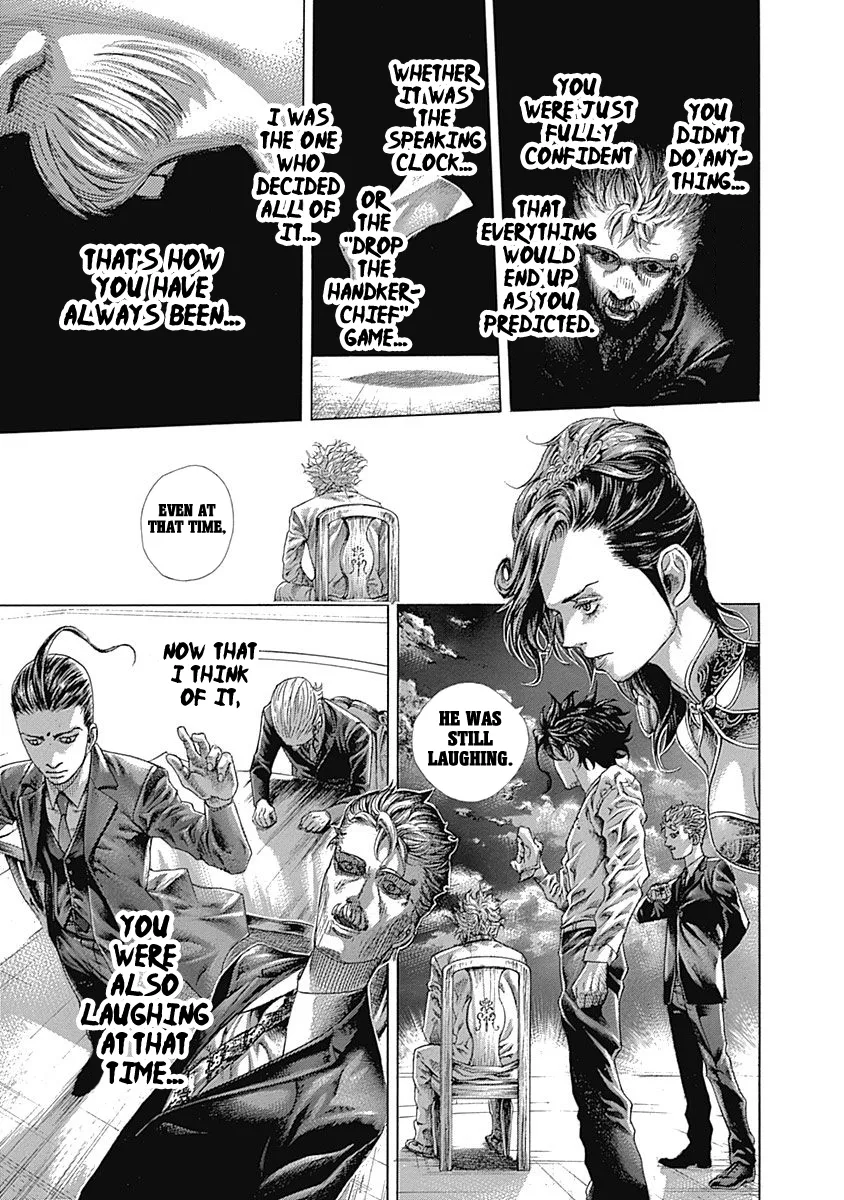 YOU
DIDN'T
DO ANY-
THING...
YOU
WERE JUST
FULLY
CONFIDENT
THAT
EVERYTHING
WOULD
END UP
AS YOU
PREDICTED.
WHETHER
IT WAS
THE
SPEAKING
CLOCK...
OR
THE
"DROP
THE
HANDKER-
CHIEF"
GAME...
I WAS
THE ONE
WHO
DECIDED
ALL OF
IT...
THAT'S HOW
YOU HAVE
ALWAYS BEEN...
EVEN AT
THAT TIME,
HE WAS
STILL
LAUGHING.
NOW THAT
I THINK
OF IT,
YOU
WERE
ALSO
LAUGHING
AT THAT
TIME...